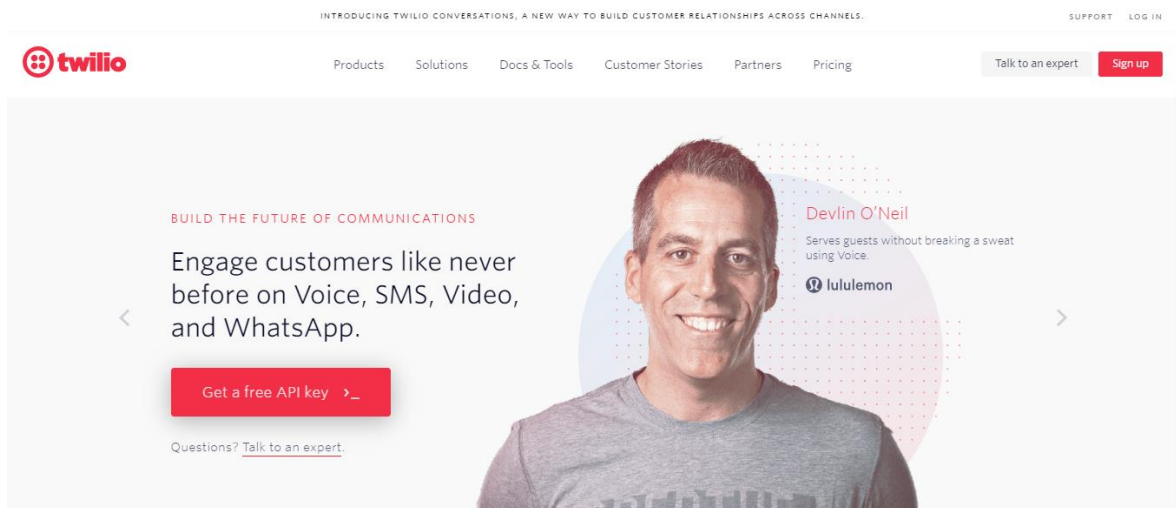 INTRODUCING TWILIO CONVERSATIONS, A NEW WAY TO BUILD CUSTOMER RELATIONSHIPS ACROSS CHANNELS.
SUPPORT LOG IN
twilio
Products Solutions Docs & Tools Customer Stories Partners Pricing
Talk to an expert Sign up
BUILD THE FUTURE OF COMMUNICATIONS
Engage customers like never
before on Voice, SMS, Video,
and WhatsApp.
Get a free API key >_
Questions? Talk to an expert.
Devlin O'Neil
Serves guests without breaking a sweat
using Voice.
lululemon